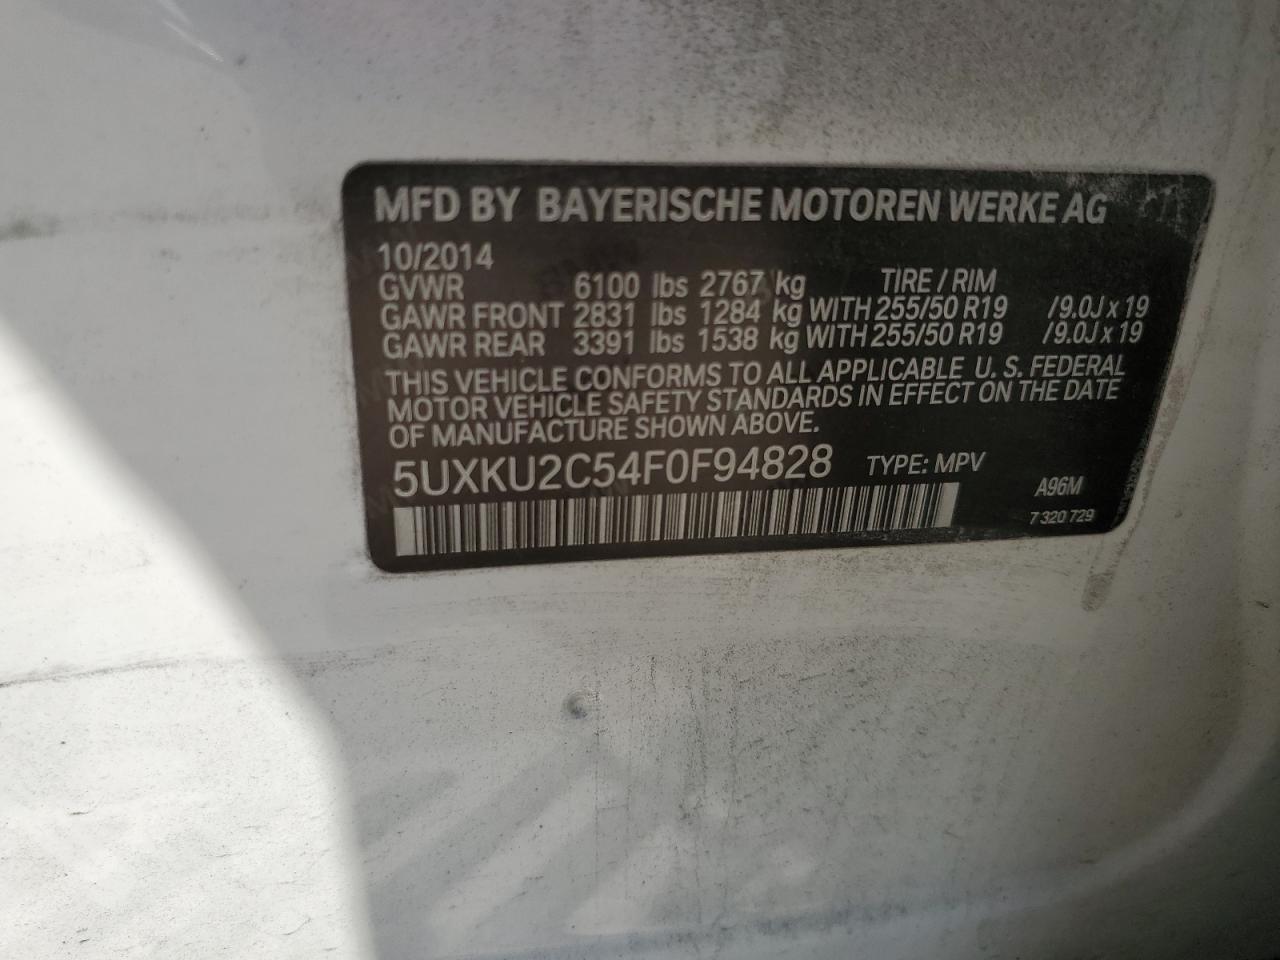 MFD BY BAYERISCHE MOTOREN WERKE AG
10/2014
GVWR 6100 lbs 2767 kg TIRE / RIM
GAWR FRONT 2831 lbs 1284 kg WITH 255/50 R19 /9.0J x 19
GAWR REAR 3391 lbs 1538 kg WITH 255/50 R19 /9.0J x 19
THIS VEHICLE CONFORMS TO ALL APPLICABLE U. S. FEDERAL
MOTOR VEHICLE SAFETY STANDARDS IN EFFECT ON THE DATE
OF MANUFACTURE SHOWN ABOVE.
5UXKU2C54F0F94828 TYPE: MPV
A96M
7 320 729